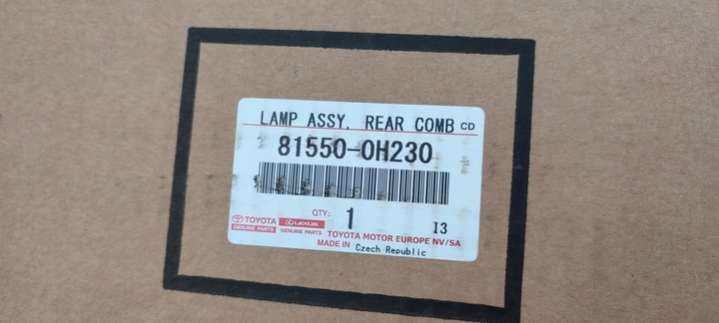 LAMP ASSY, REAR COMB CD
81550-0H230
QTY: 1 13
TOYOTA LEXUS
GENUINE PARTS GENUINE PARTS TOYOTA MOTOR EUROPE NV/SA
MADE IN Czech Republic